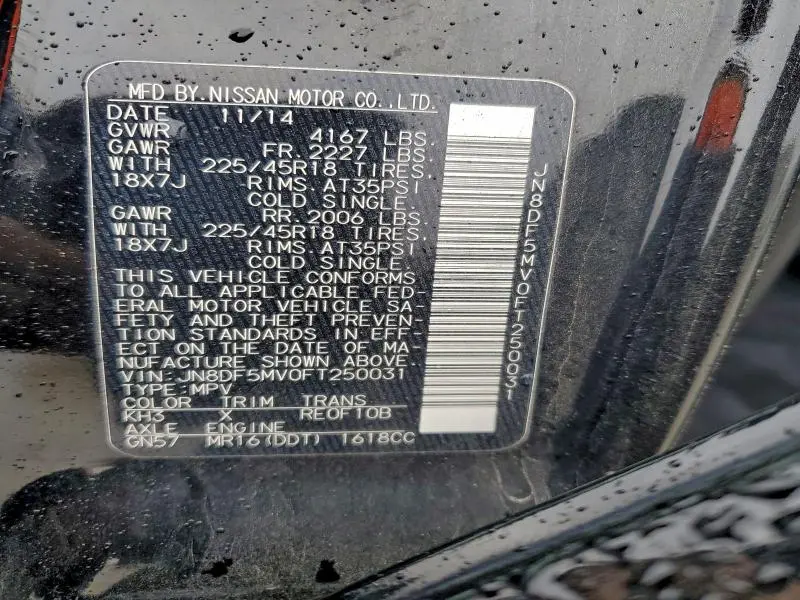 MFD BY.NISSAN MOTOR CO.,LTD.
DATE 11/14
GVWR 4167 LBS.
GAWR FR. 2227 LBS.
WITH 225/45R18 TIRES.
18X7J RIMS.AT35PSI
COLD SINGLE.
GAWR RR. 2006 LBS.
WITH 225/45R18 TIRES.
18X7J RIMS.AT35PSI
COLD SINGLE.
THIS VEHICLE CONFORMS
TO ALL APPLICABLE FED-
ERAL MOTOR VEHICLE SA-
FETY AND THEFT PREVEN-
TION STANDARDS IN EFF-
ECT ON THE DATE OF MA-
NUFACTURE SHOWN ABOVE.
VIN:JN8DF5MV0FT250031
TYPE:MPV
COLOR TRIM TRANS
KH3 X RE0F10B
AXLE ENGINE
GN57 MR16(DDT) 1618CC
JN8DF5MV0FT250031